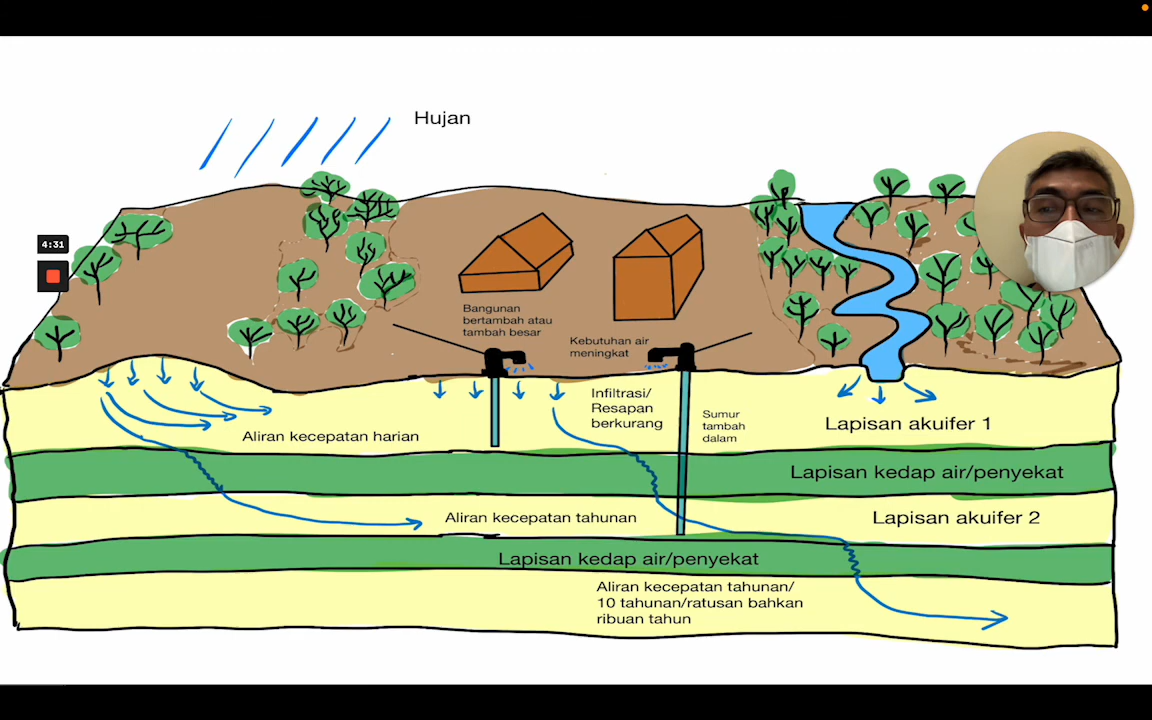 Hujan
4:31
Bangunan
bertambah atau
tambah besar
Kebutuhan air
meningkat
Infiltrasi/
Resapan
berkurang
Sumur
tambah
dalam
Lapisan akuifer 1
Aliran kecepatan harian
Lapisan kedap air/penyekat
Aliran kecepatan tahunan
Lapisan akuifer 2
Lapisan kedap air/penyekat
Aliran kecepatan tahunan/
10 tahunan/ratusan bahkan
ribuan tahun